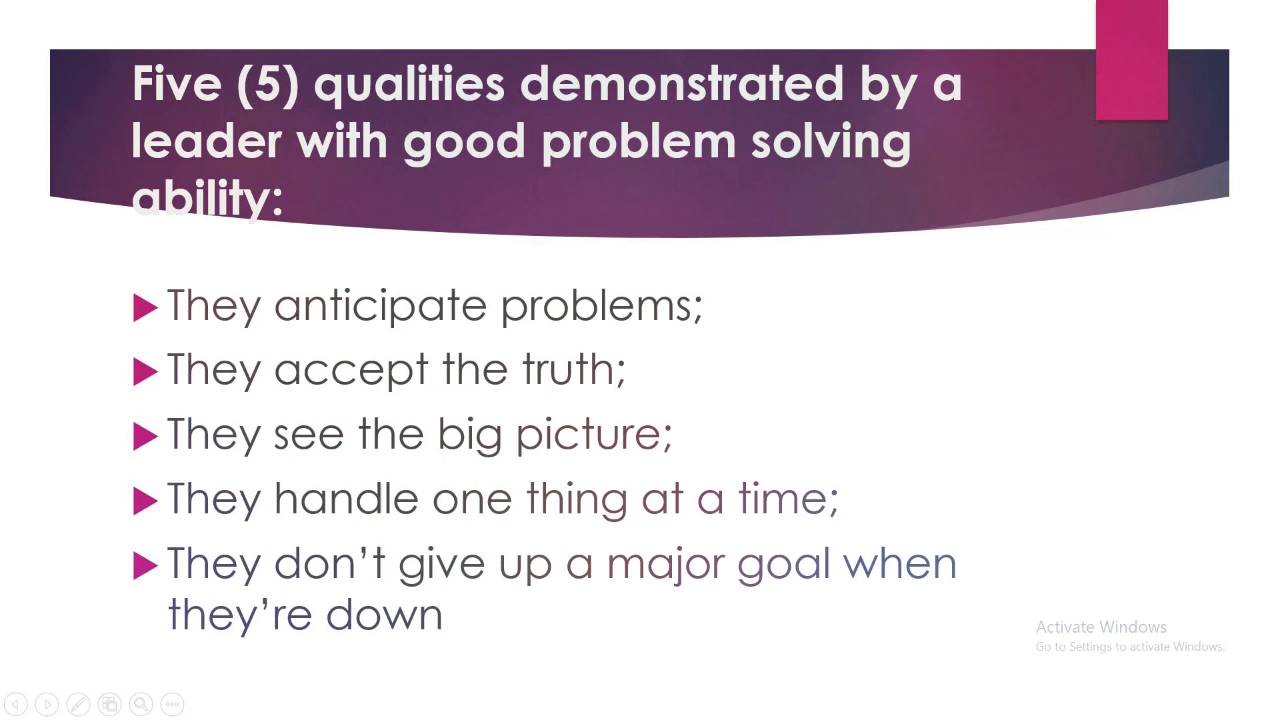 Five (5) qualities demonstrated by a
leader with good problem solving
ability:
They anticipate problems;
They accept the truth;
They see the big picture;
They handle one thing at a time;
They don’t give up a major goal when
they’re down
Activate Windows
Go to Settings to activate Windows.